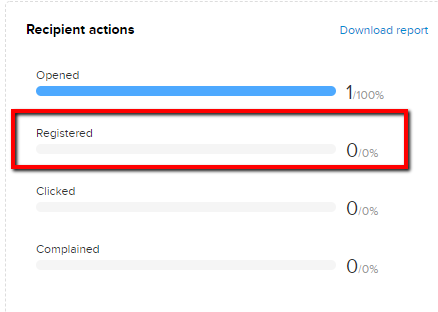 Recipient actions Download report
Opened
1/100%
Registered
0/0%
Clicked
0/0%
Complained
0/0%